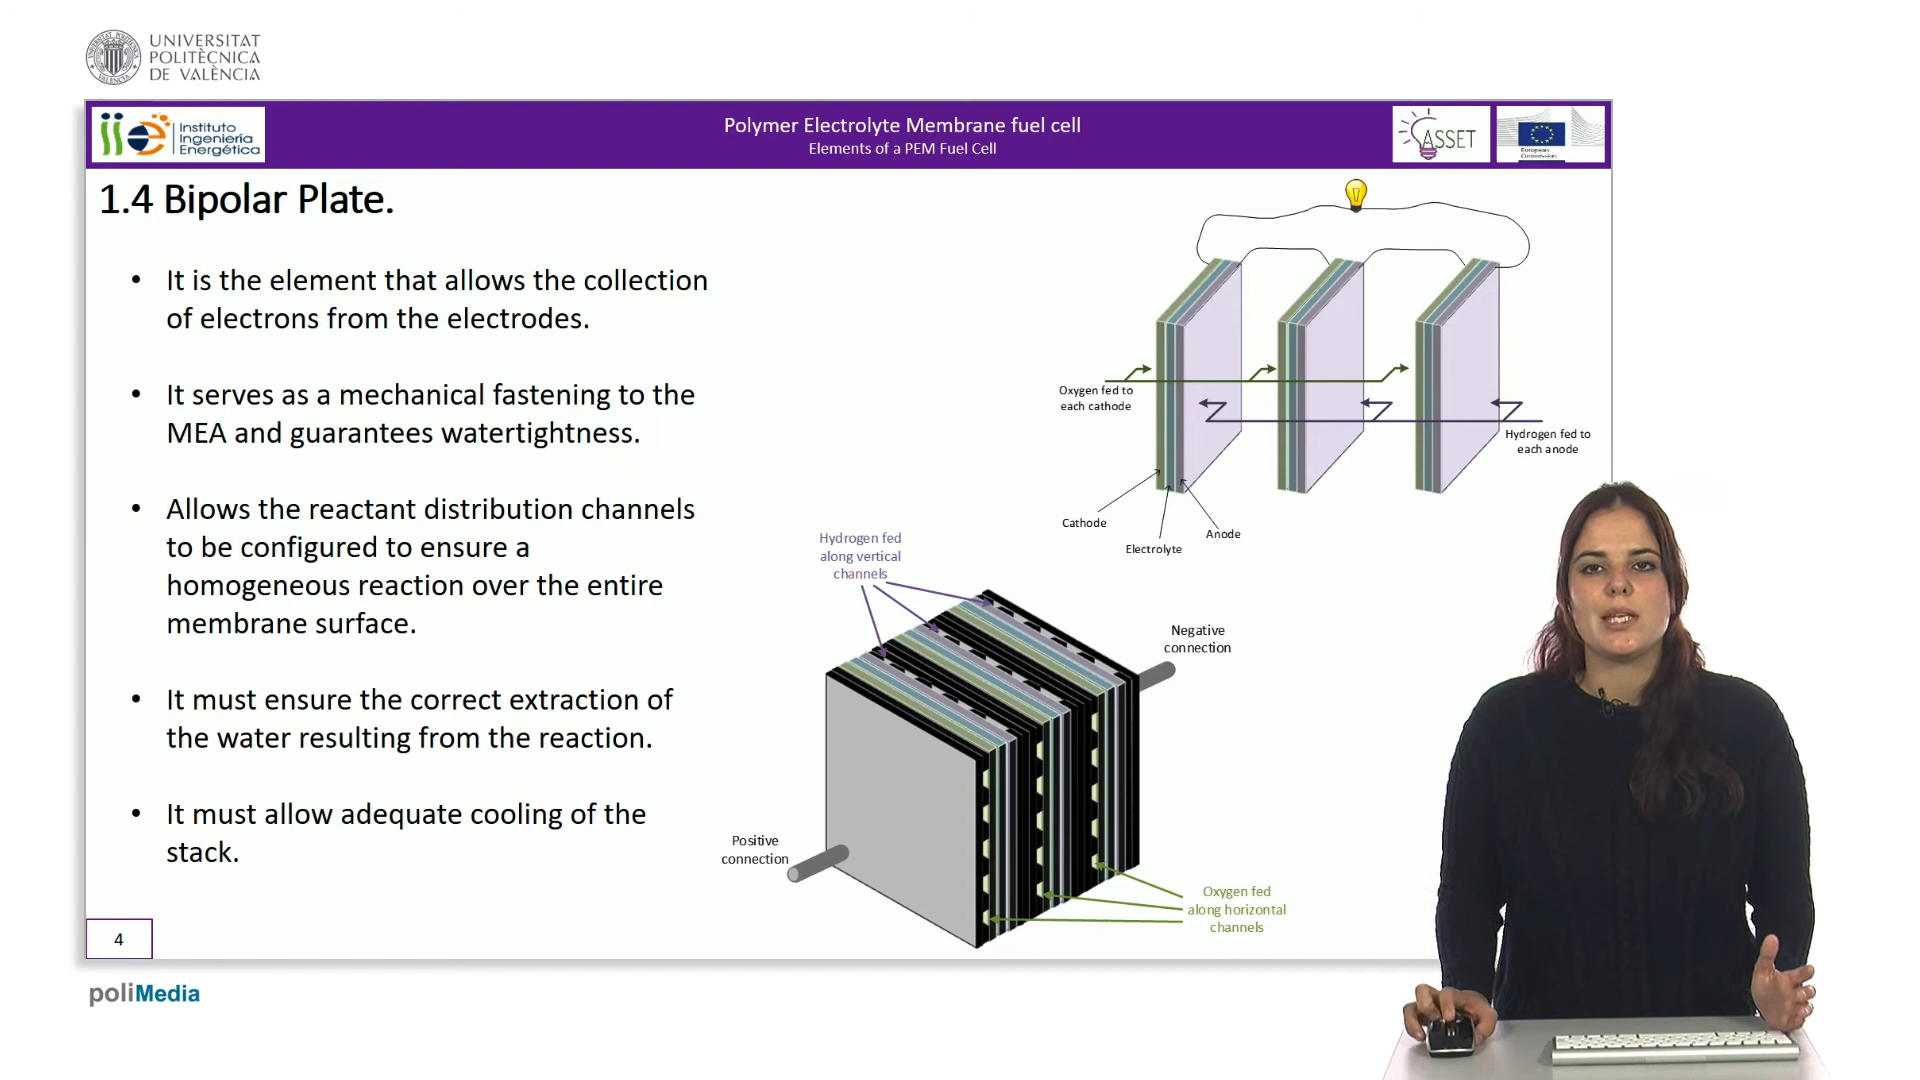 UNIVERSITAT
POLITÈCNICA
DE VALÈNCIA
iie
Instituto
Ingeniería
Energética
Polymer Electrolyte Membrane fuel cell
Elements of a PEM Fuel Cell
ASSET
European
Commission
1.4 Bipolar Plate.
• It is the element that allows the collection
of electrons from the electrodes.
• It serves as a mechanical fastening to the
MEA and guarantees watertightness.
• Allows the reactant distribution channels
to be configured to ensure a
homogeneous reaction over the entire
membrane surface.
• It must ensure the correct extraction of
the water resulting from the reaction.
• It must allow adequate cooling of the
stack.
Oxygen fed to
each cathode
Hydrogen fed to
each anode
Cathode
Electrolyte
Anode
Hydrogen fed
along vertical
channels
Negative
connection
Positive
connection
Oxygen fed
along horizontal
channels
4
poliMedia